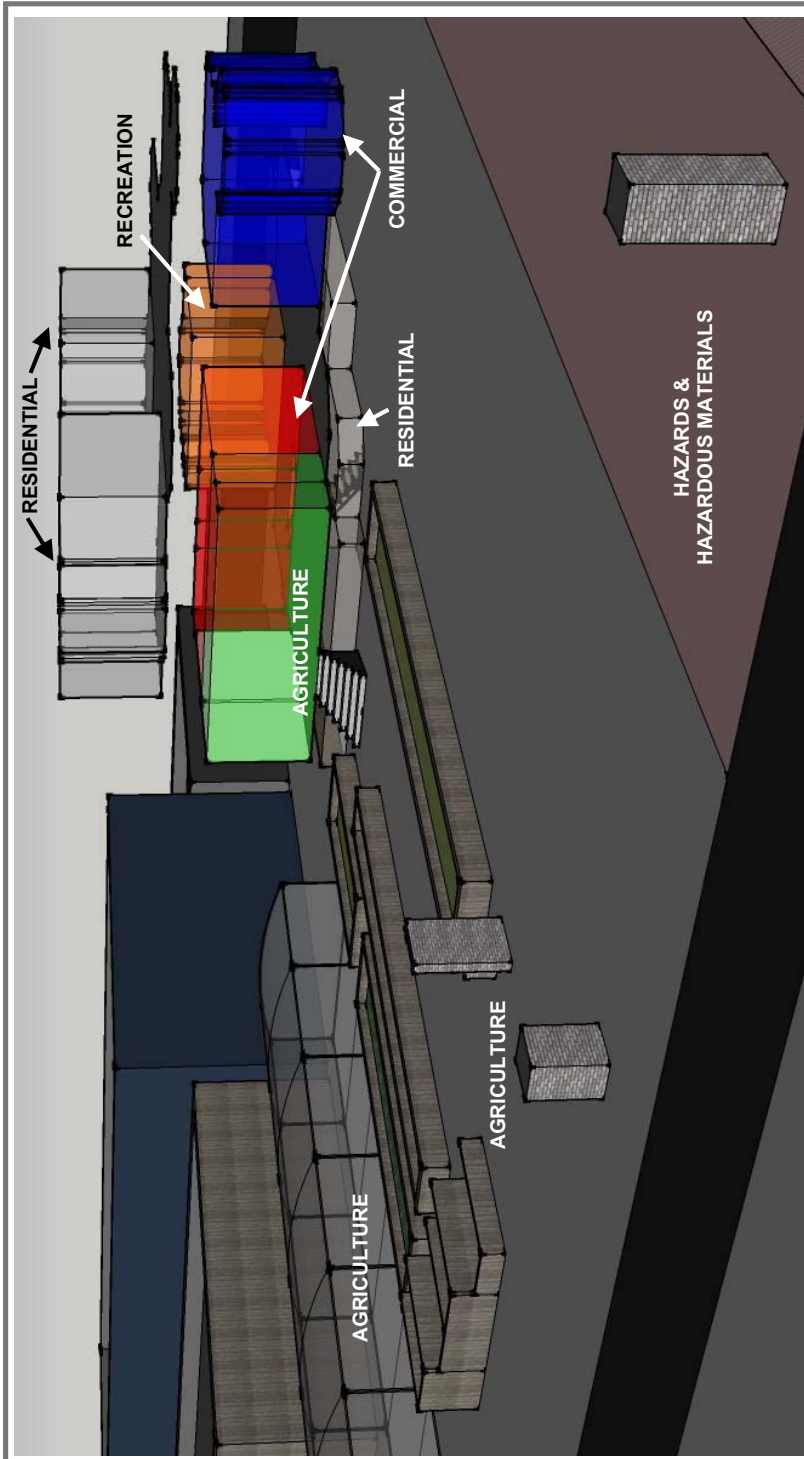 RESIDENTIAL
RECREATION
AGRICULTURE
AGRICULTURE
COMMERCIAL
RESIDENTIAL
AGRICULTURE
HAZARDS &
HAZARDOUS MATERIALS